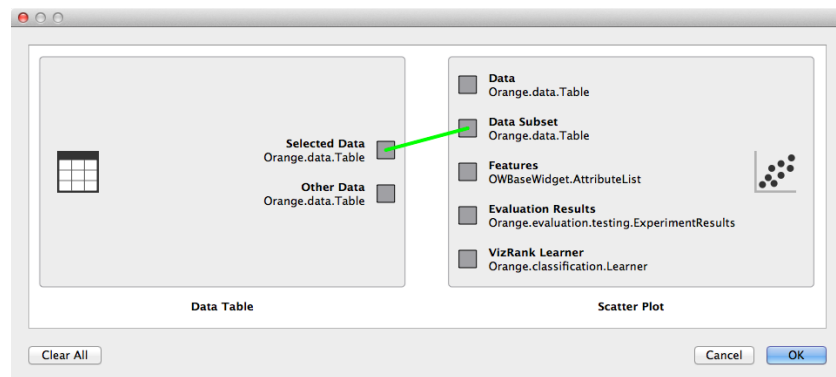 Selected Data
Orange.data.Table
Other Data
Orange.data.Table
Data Table
Data
Orange.data.Table
Data Subset
Orange.data.Table
Features
OWBaseWidget.AttributeList
Evaluation Results
Orange.evaluation.testing.ExperimentResults
VizRank Learner
Orange.classification.Learner
Scatter Plot
Clear All
Cancel
OK